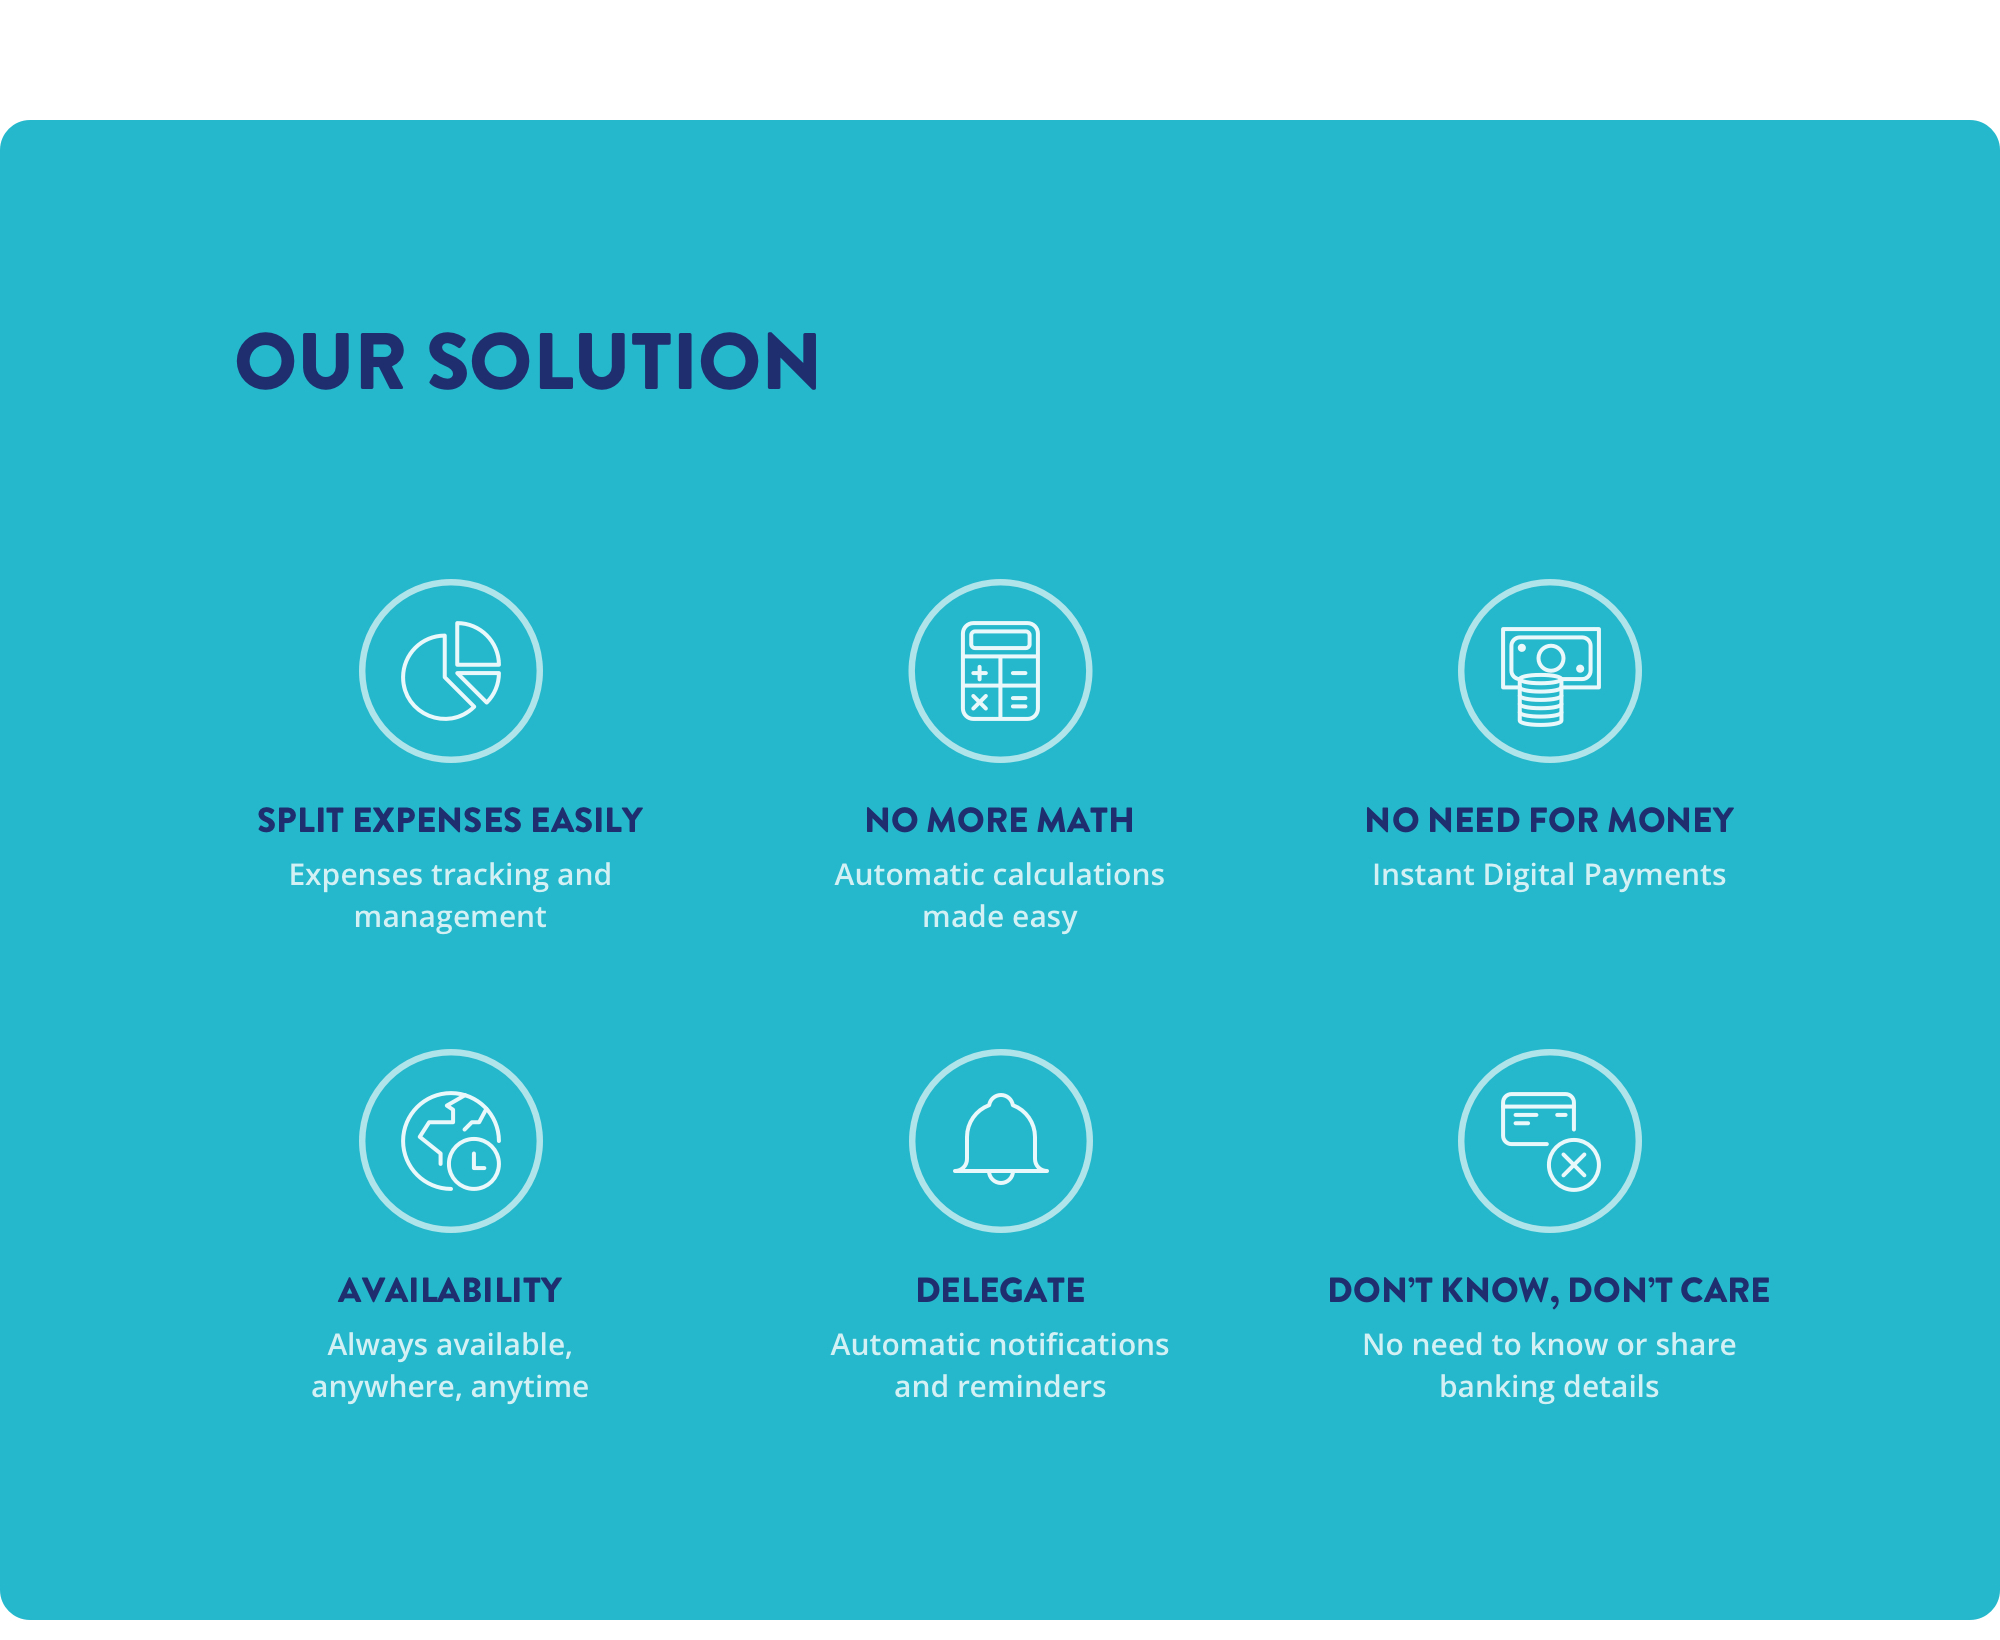 OUR SOLUTION
SPLIT EXPENSES EASILY
Expenses tracking and
management
NO MORE MATH
Automatic calculations
made easy
NO NEED FOR MONEY
Instant Digital Payments
AVAILABILITY
Always available,
anywhere, anytime
DELEGATE
Automatic notifications
and reminders
DON’T KNOW, DON’T CARE
No need to know or share
banking details